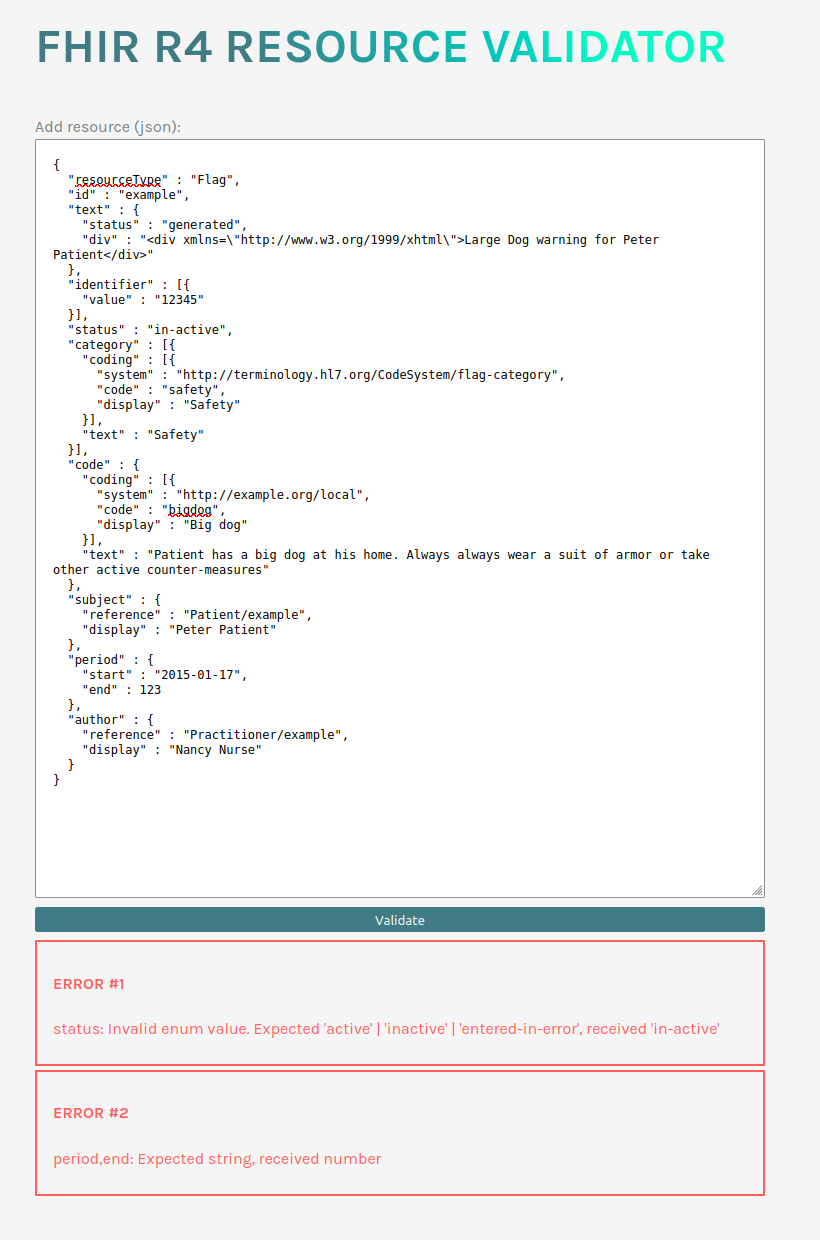 FHIR R4 RESOURCE VALIDATOR
Add resource (json):
{
  "resourceType" : "Flag",
  "id" : "example",
  "text" : {
    "status" : "generated",
    "div" : "<div xmlns=\"http://www.w3.org/1999/xhtml\">Large Dog warning for Peter
Patient</div>"
  },
  "identifier" : [{
    "value" : "12345"
  }],
  "status" : "in-active",
  "category" : [{
    "coding" : [{
      "system" : "http://terminology.hl7.org/CodeSystem/flag-category",
      "code" : "safety",
      "display" : "Safety"
    }],
    "text" : "Safety"
  }],
  "code" : {
    "coding" : [{
      "system" : "http://example.org/local",
      "code" : "bigdog",
      "display" : "Big dog"
    }],
    "text" : "Patient has a big dog at his home. Always always wear a suit of armor or take
other active counter-measures"
  },
  "subject" : {
    "reference" : "Patient/example",
    "display" : "Peter Patient"
  },
  "period" : {
    "start" : "2015-01-17",
    "end" : 123
  },
  "author" : {
    "reference" : "Practitioner/example",
    "display" : "Nancy Nurse"
  }
}
Validate
ERROR #1
status: Invalid enum value. Expected 'active' | 'inactive' | 'entered-in-error', received 'in-active'
ERROR #2
period,end: Expected string, received number